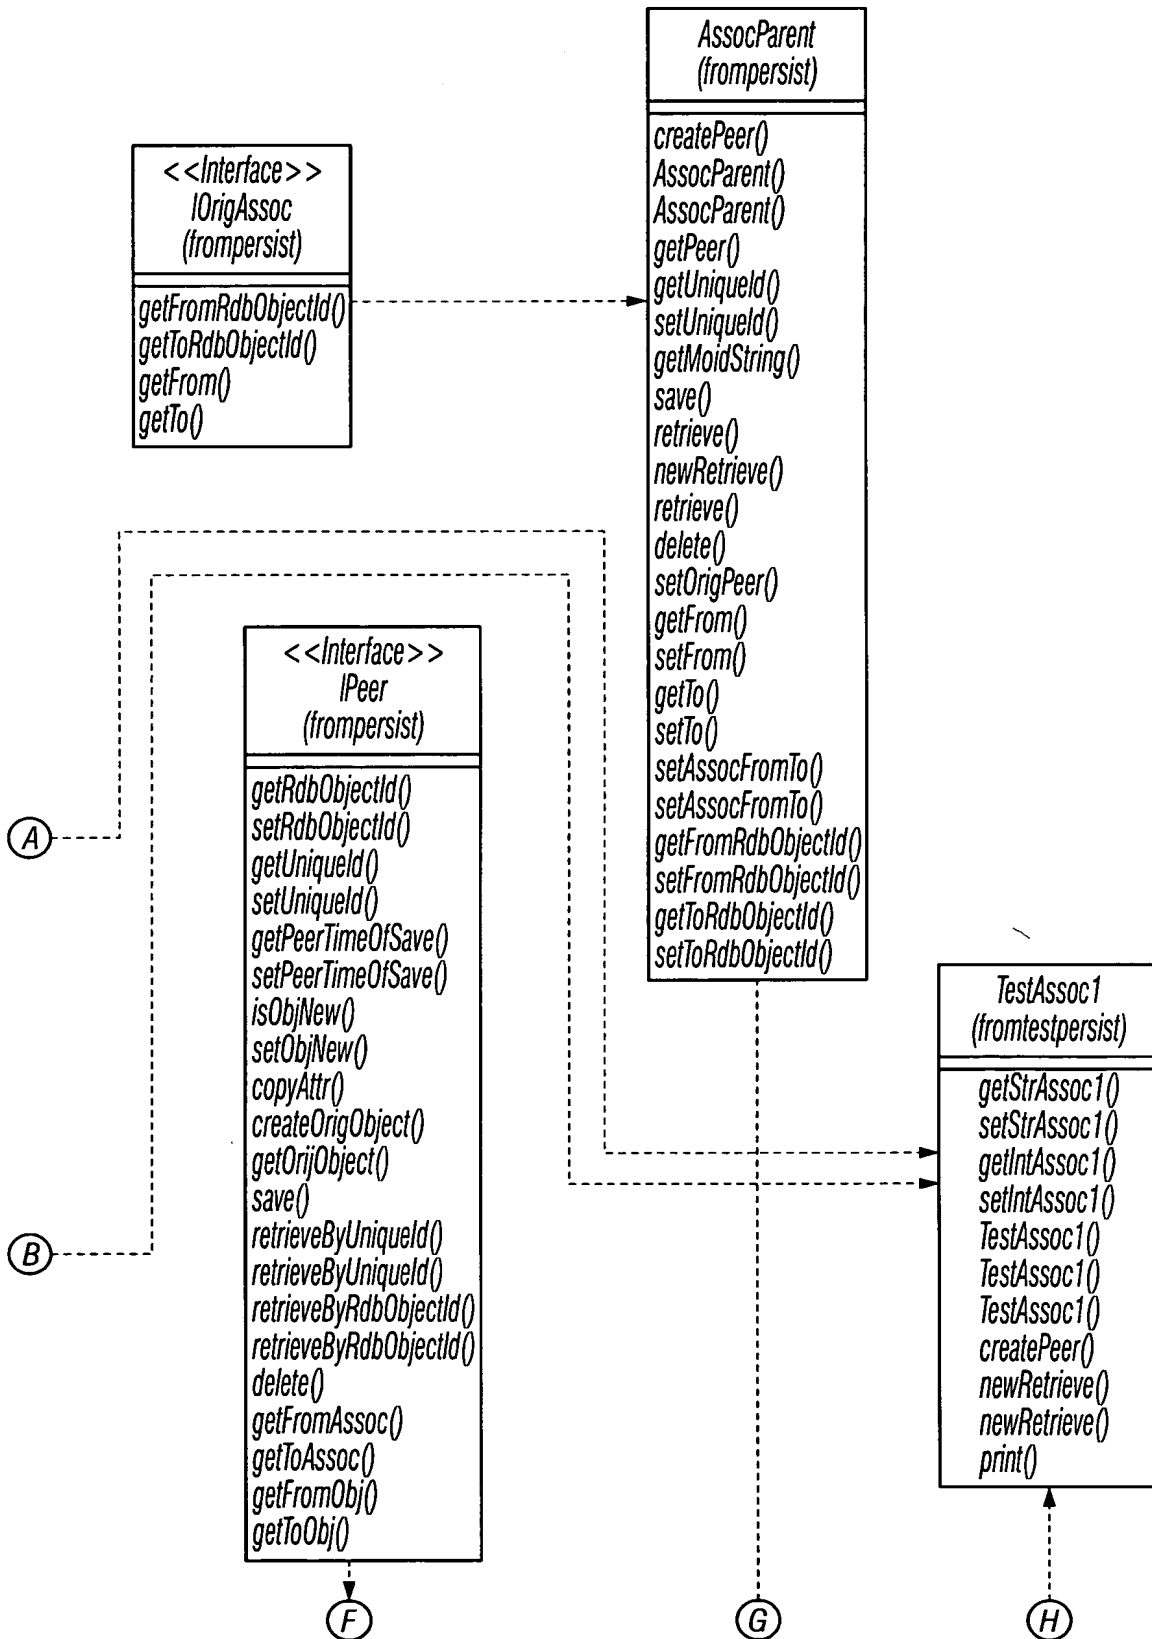 AssocParent
(frompersist)
createPeer()
AssocParent()
AssocParent()
getPeer()
getUniqueId()
setUniqueId()
getMoidString()
save()
retrieve()
newRetrieve()
retrieve()
delete()
setOrigPeer()
getFrom()
setFrom()
getTo()
setTo()
setAssocFromTo()
setAssocFromTo()
getFromRdbObjectId()
setFromRdbObjectId()
getToRdbObjectId()
setToRdbObjectId()
<<Interface>>
IOrigAssoc
(frompersist)
getFromRdbObjectId()
getToRdbObjectId()
getFrom()
getTo()
<<Interface>>
IPeer
(frompersist)
getRdbObjectId()
setRdbObjectId()
getUniqueId()
setUniqueId()
getPeerTimeOfSave()
setPeerTimeOfSave()
isObjNew()
setObjNew()
copyAttr()
createOrigObject()
getOrijObject()
save()
retrieveByUniqueId()
retrieveByUniqueId()
retrieveByRdbObjectId()
retrieveByRdbObjectId()
delete()
getFromAssoc()
getToAssoc()
getFromObj()
getToObj()
A
B
TestAssoc1
(fromtestpersist)
getStrAssoc1()
setStrAssoc1()
getIntAssoc1()
setIntAssoc1()
TestAssoc1()
TestAssoc1()
TestAssoc1()
createPeer()
newRetrieve()
newRetrieve()
print()
F
G
H